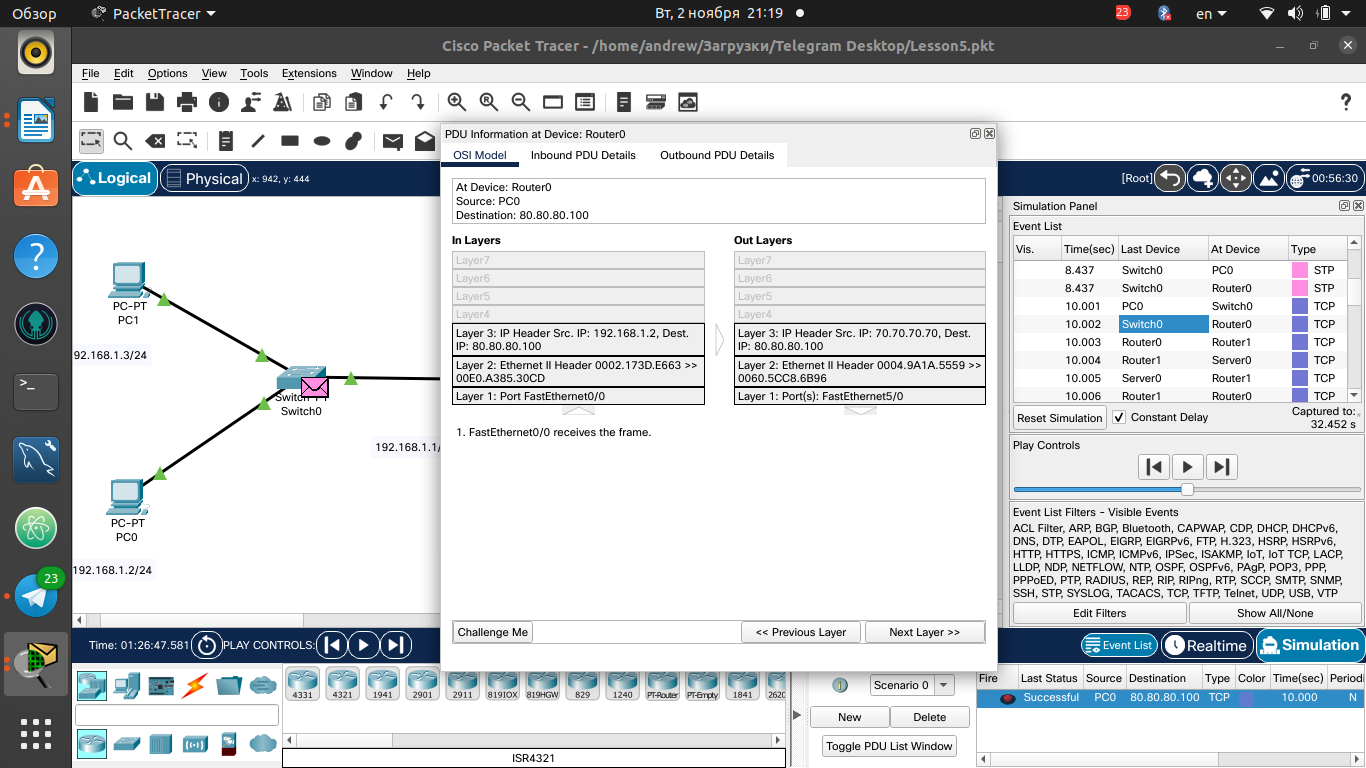 Обзор
PacketTracer
Вт, 2 ноября 21:19
23
en
Cisco Packet Tracer - /home/andrew/Загрузки/Telegram Desktop/Lesson5.pkt
File Edit Options View Tools Extensions Window Help
?
Logical
Physical
x: 942, y: 444
[Root]
00:56:30
PC-PT
PC1
92.168.1.3/24
Switch-PT
Switch0
192.168.1.1/
PC-PT
PC0
92.168.1.2/24
PDU Information at Device: Router0
OSI Model
Inbound PDU Details
Outbound PDU Details
At Device: Router0
Source: PC0
Destination: 80.80.80.100
In Layers
Layer7
Layer6
Layer5
Layer4
Layer 3: IP Header Src. IP: 192.168.1.2, Dest.
IP: 80.80.80.100
Layer 2: Ethernet II Header 0002.173D.E663 >>
00E0.A385.30CD
Layer 1: Port FastEthernet0/0
Out Layers
Layer7
Layer6
Layer5
Layer4
Layer 3: IP Header Src. IP: 70.70.70.70, Dest.
IP: 80.80.80.100
Layer 2: Ethernet II Header 0004.9A1A.5559 >>
0060.5CC8.6B96
Layer 1: Port(s): FastEthernet5/0
1. FastEthernet0/0 receives the frame.
Challenge Me
<< Previous Layer
Next Layer >>
Simulation Panel
Event List
Vis. Time(sec) Last Device At Device Type
8.437 Switch0 PC0 STP
8.437 Switch0 Router0 STP
10.001 PC0 Switch0 TCP
10.002 Switch0 Router0 TCP
10.003 Router0 Router1 TCP
10.004 Router1 Server0 TCP
10.005 Server0 Router1 TCP
10.006 Router1 Router0 TCP
Reset Simulation
Constant Delay
Captured to:
32.452 s
Play Controls
Event List Filters - Visible Events
ACL Filter, ARP, BGP, Bluetooth, CAPWAP, CDP, DHCP, DHCPv6,
DNS, DTP, EAPOL, EIGRP, EIGRPv6, FTP, H.323, HSRP, HSRPv6,
HTTP, HTTPS, ICMP, ICMPv6, IPSec, ISAKMP, IoT, IoT TCP, LACP,
LLDP, NDP, NETFLOW, NTP, OSPF, OSPFv6, PAgP, POP3, PPP,
PPPoED, PTP, RADIUS, REP, RIP, RIPng, RTP, SCCP, SMTP, SNMP,
SSH, STP, SYSLOG, TACACS, TCP, TFTP, Telnet, UDP, USB, VTP
Edit Filters
Show All/None
23
Time: 01:26:47.581
PLAY CONTROLS:
Event List
Realtime
Simulation
4331 4321 1941 2901 2911 819IOX 819HGW 829 1240 PT-Router PT-Empty 1841 2620
ISR4321
Scenario 0
New
Delete
Toggle PDU List Window
Fire Last Status Source Destination Type Color Time(sec) Periodi
Successful PC0 80.80.80.100 TCP 10.000 N